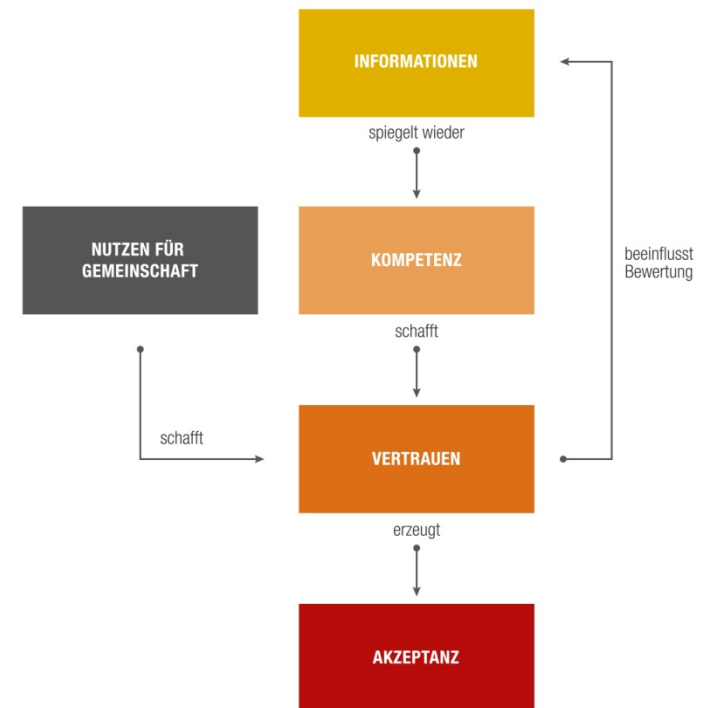 INFORMATIONEN
spiegelt wieder
NUTZEN FÜR
GEMEINSCHAFT
KOMPETENZ
beeinflusst
Bewertung
schafft
schafft
VERTRAUEN
erzeugt
AKZEPTANZ